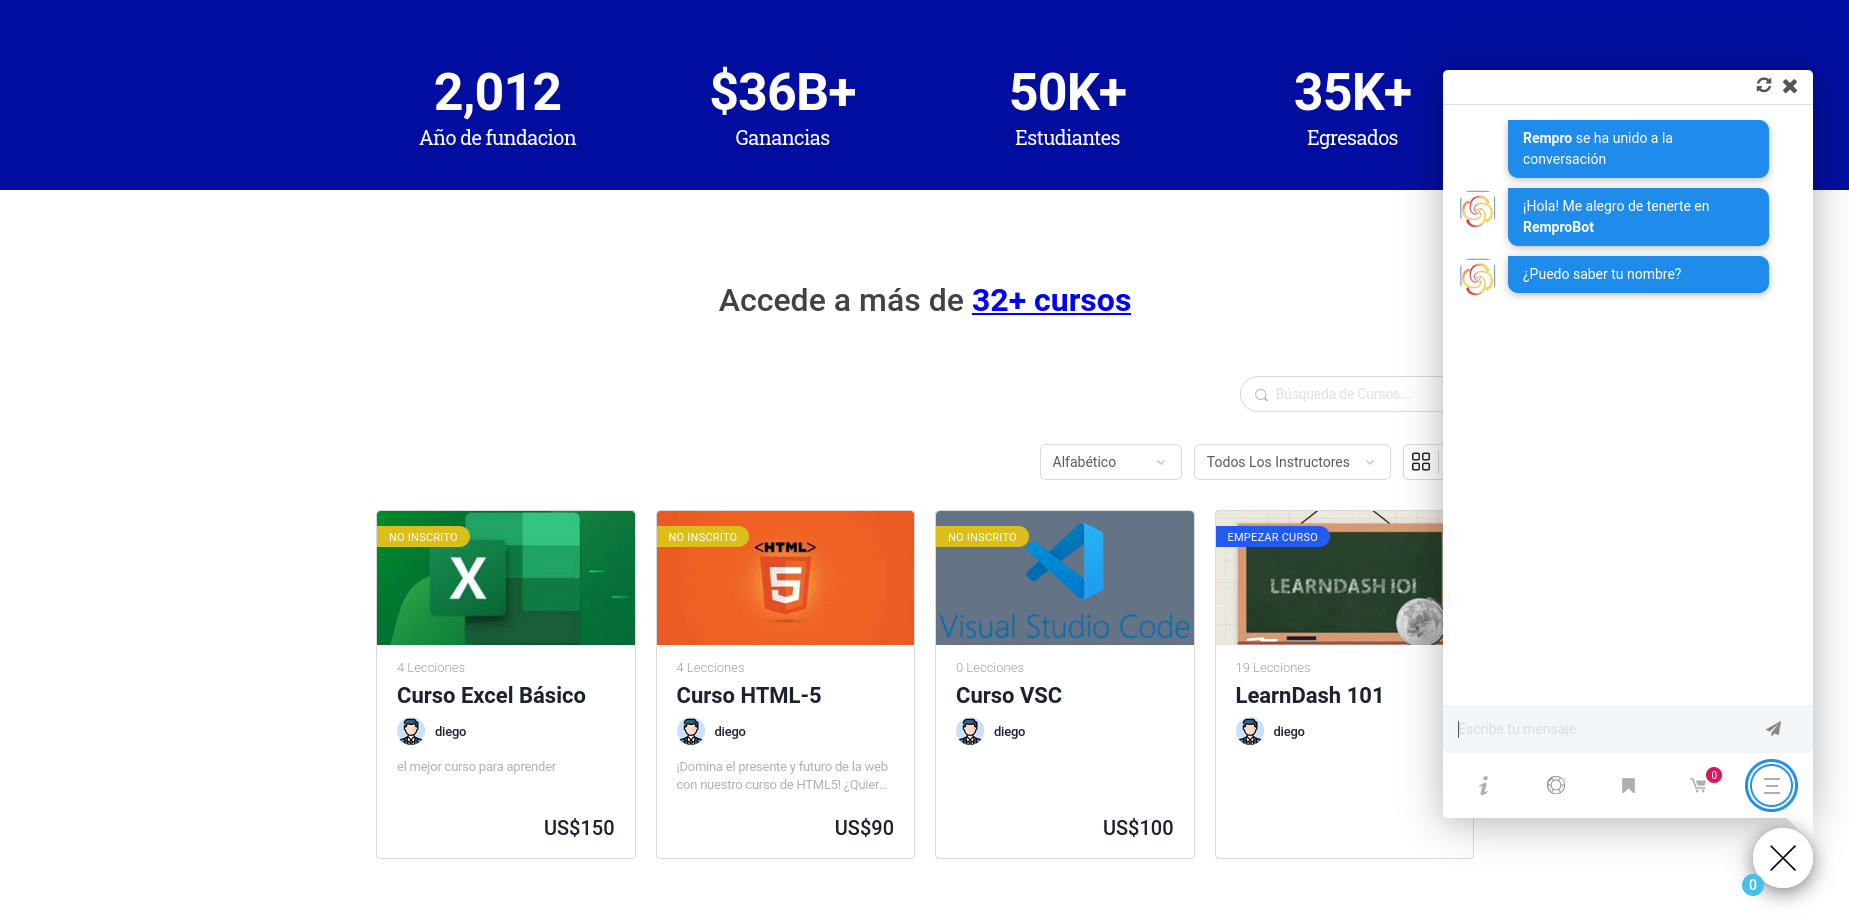 2,012
Año de fundacion
$36B+
Ganancias
50K+
Estudiantes
35K+
Egresados
Accede a más de 32+ cursos
Búsqueda de Cursos...
Alfabético
Todos Los Instructores
NO INSCRITO
X
4 Lecciones
Curso Excel Básico
diego
el mejor curso para aprender
US$150
NO INSCRITO
<HTML>
5
4 Lecciones
Curso HTML-5
diego
¡Domina el presente y futuro de la web
con nuestro curso de HTML5! ¿Quier...
US$90
NO INSCRITO
Visual Studio Code
0 Lecciones
Curso VSC
diego
US$100
EMPEZAR CURSO
LEARNDASH 101
19 Lecciones
LearnDash 101
diego
Rempro se ha unido a la
conversación
¡Hola! Me alegro de tenerte en
RemproBot
¿Puedo saber tu nombre?
Escribe tu mensaje
0
0